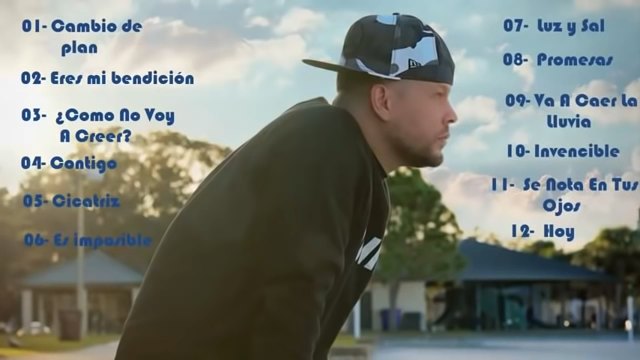 01- Cambio de
plan
02- Eres mi bendición
03- ¿Como No Voy
A Creer?
04- Contigo
05- Cicatriz
06- Es imposible
07- Luz y Sal
08- Promesas
09- Va A Caer La
Lluvia
10- Invencible
11- Se Nota En Tus
Ojos
12- Hoy